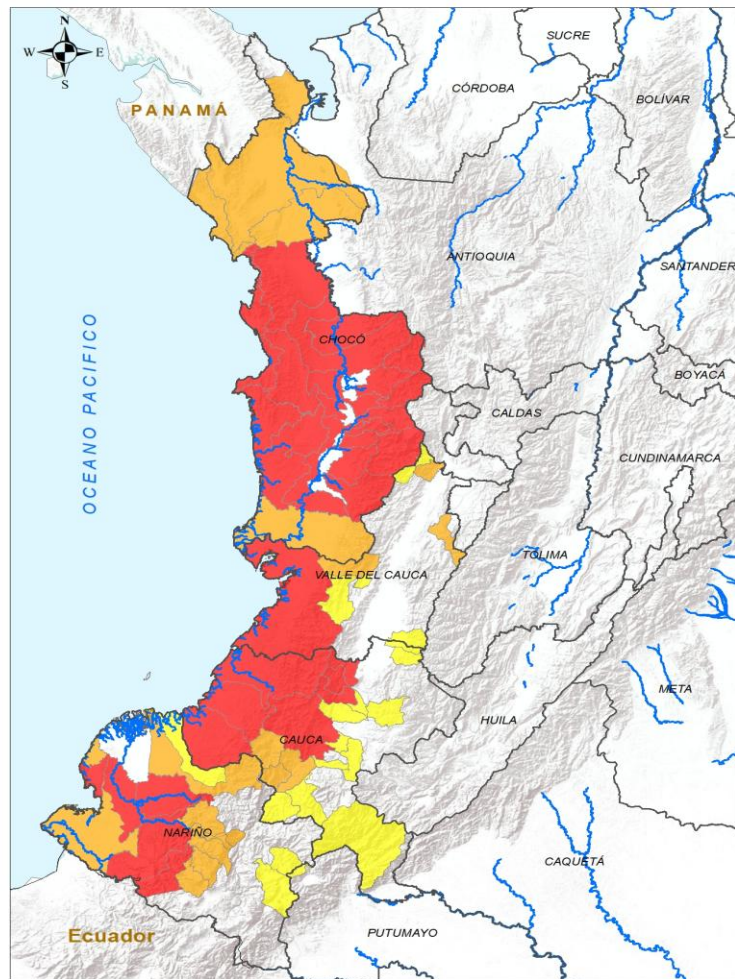 SUCRE
N
W E
S
CÓRDOBA
PANAMÁ
BOLÍVAR
ANTIOQUIA
SANTANDER
CHOCÓ
BOYACÁ
CALDAS
OCEANO PACIFICO
CUNDINAMARCA
TOLIMA
VALLE DEL CAUCA
META
HUILA
CAUCA
NARIÑO
CAQUETÁ
Ecuador
PUTUMAYO